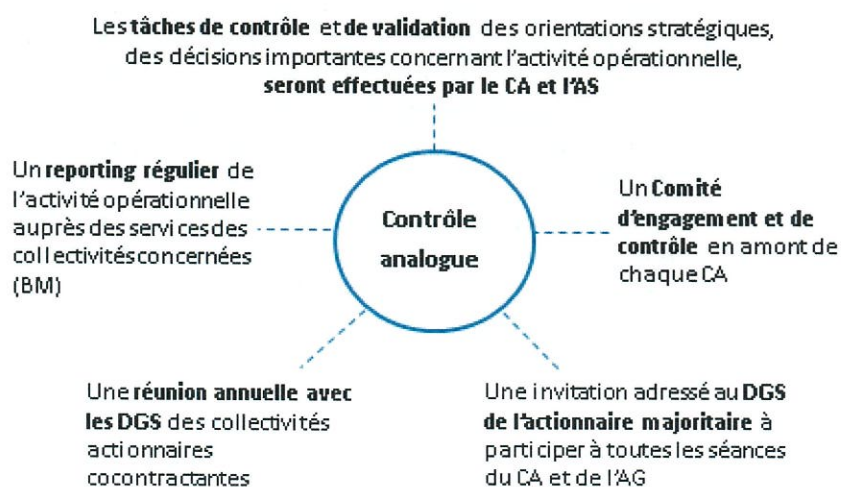 Les tâches de contrôle et de validation des orientations stratégiques,
des décisions importantes concernant l'activité opérationnelle,
seront effectuées par le CA et l'AS
Un reporting régulier de
l'activité opérationnelle
auprès des services des
collectivités concernées
(BM)
Contrôle
analogue
Un Comité
d'engagement et de
contrôle en amont de
chaque CA
Une réunion annuelle avec
les DGS des collectivités
actionnaires
cocontractantes
Une invitation adressé au DGS
de l'actionnaire majoritaire à
participer à toutes les séances
du CA et de l'AG